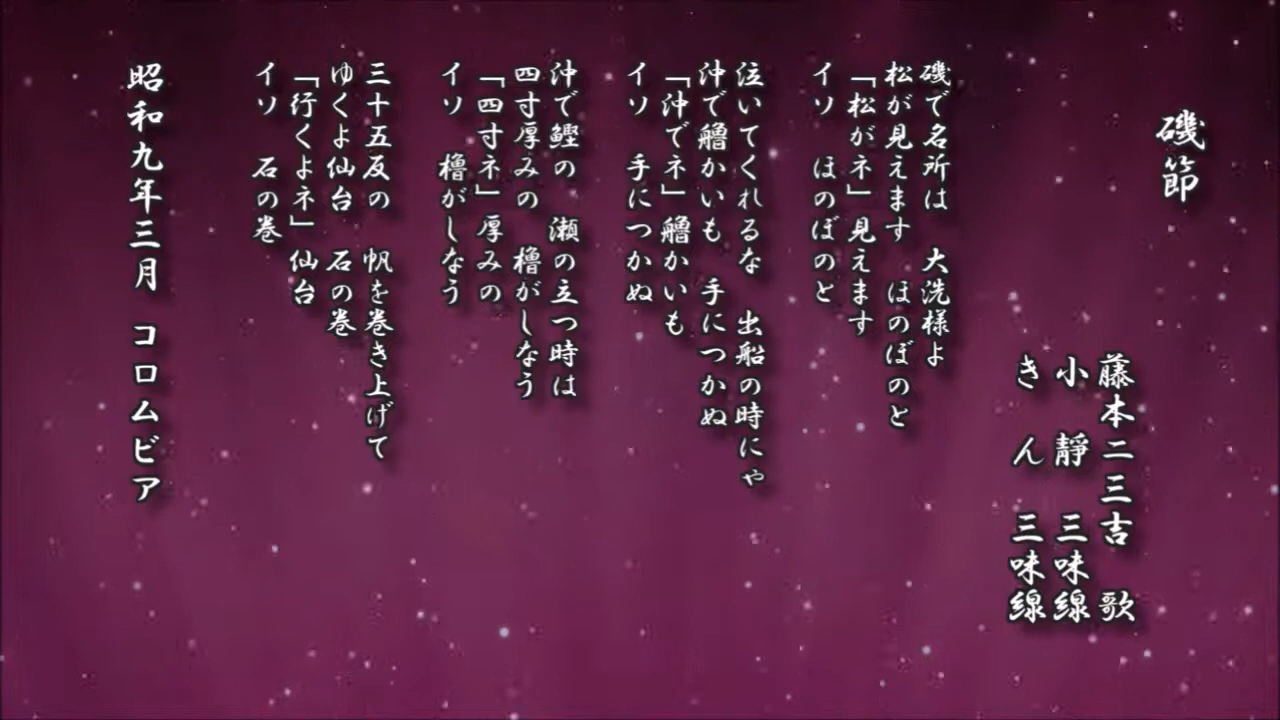 磯節
藤本二三吉 歌
小静 三味線
きん 三味線
磯で名所は 大洗様よ
松が見えます ほのぼのと
「松がネ」見えます
イソ ほのぼのと
泣いてくれるな 出船の時にゃ
沖で艪かいも 手につかぬ
「沖でネ」艪かいも
イソ 手につかぬ
沖で鰹の 瀬の立つ時は
四寸厚みの 櫓がしなう
「四寸ネ」厚みの
イソ 櫓がしなう
三十五反の 帆を巻き上げて
ゆくよ仙台 石の巻
「行くよネ」仙台
イソ 石の巻
昭和九年三月 コロムビア